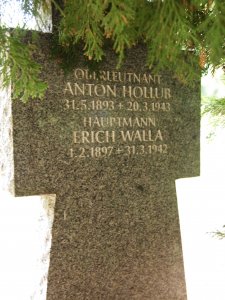 OBERLEUTNANT
ANTON HOLLUB
31.5.1893 + 20.3.1943
HAUPTMANN
ERICH WALLA
1.2.1897 + 31.3.1942